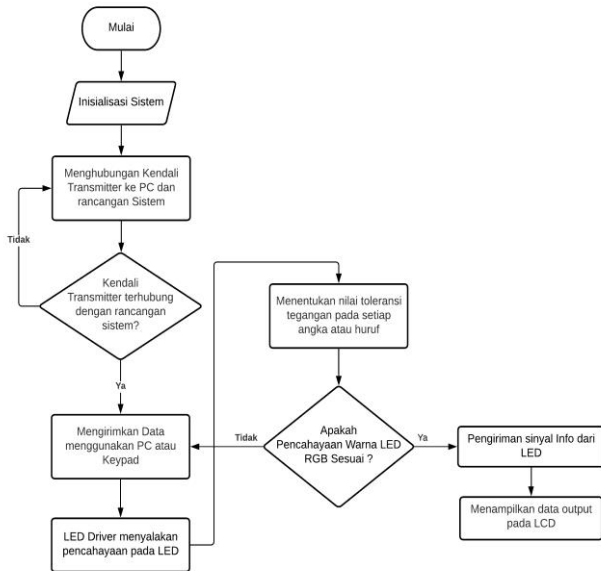 Mulai
Inisialisasi Sistem
Menghubungan Kendali
Transmitter ke PC dan
rancangan Sistem
Tidak
Kendali
Transmitter terhubung
dengan rancangan
sistem?
Ya
Mengirimkan Data
menggunakan PC atau
Keypad
LED Driver menyalakan
pencahayaan pada LED
Menentukan nilai toleransi
tegangan pada setiap
angka atau huruf
Apakah
Pencahayaan Warna LED
RGB Sesuai ?
Tidak
Ya
Pengiriman sinyal Info dari
LED
Menampilkan data output
pada LCD